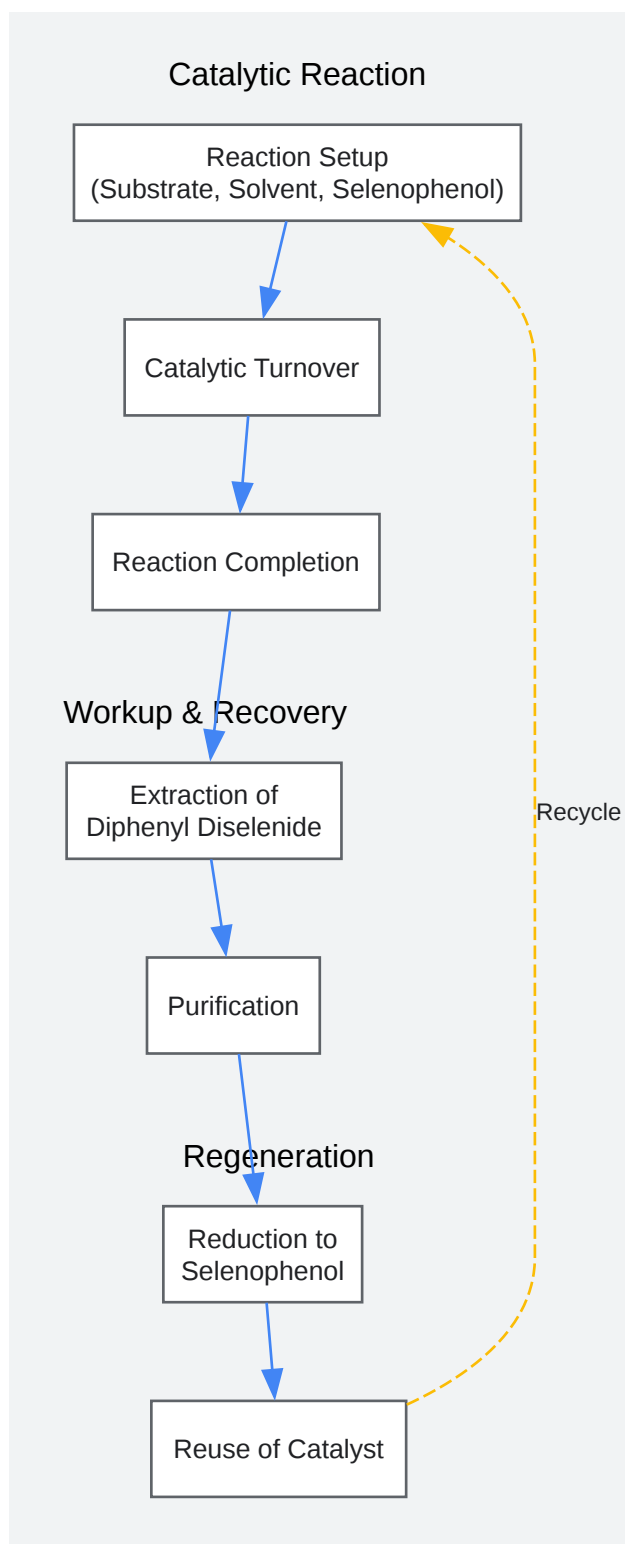 Catalytic Reaction
Reaction Setup
(Substrate, Solvent, Selenophenol)
Catalytic Turnover
Reaction Completion
Workup & Recovery
Extraction of
Diphenyl Diselenide
Recycle
Purification
Regeneration
Reduction to
Selenophenol
Reuse of Catalyst